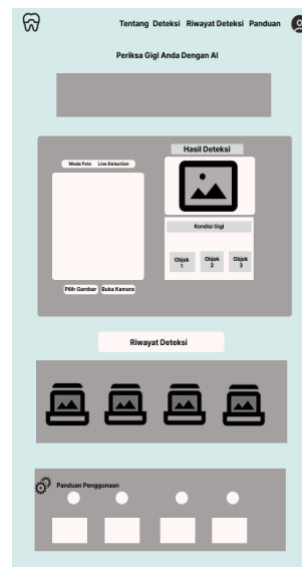 Tentang Deteksi Riwayat Deteksi Panduan
Periksa Gigi Anda Dengan AI
Hasil Deteksi
Mode Foto Live Detection
Kondisi Gigi
Objek 1
Objek 2
Objek 3
Pilih Gambar Buka Kamera
Riwayat Deteksi
Panduan Penggunaan